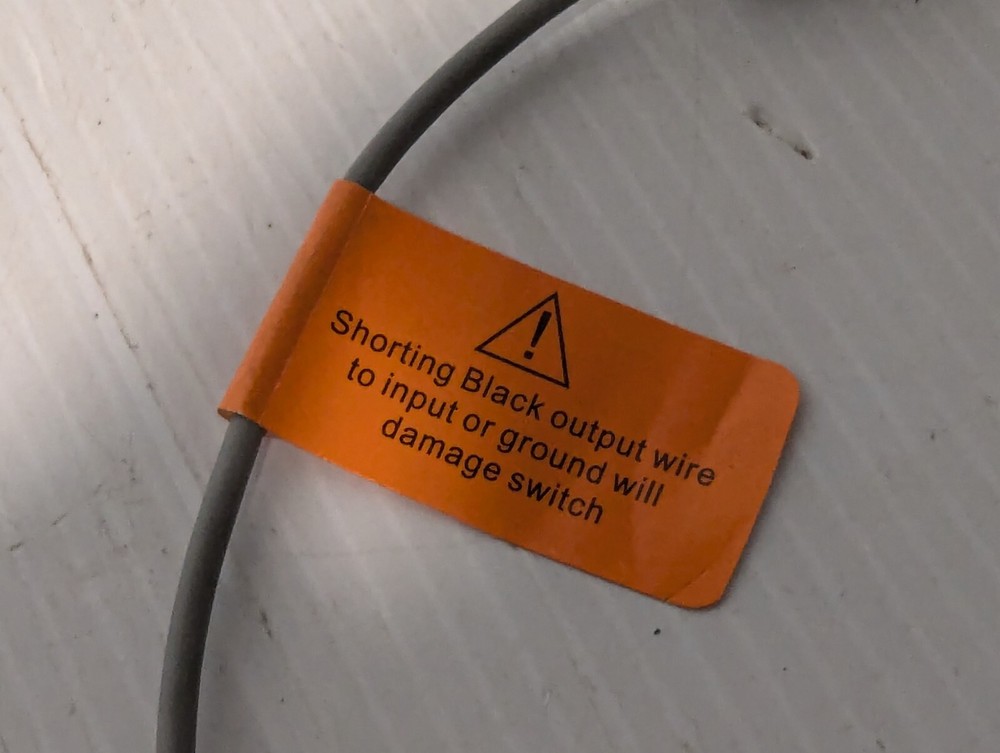 !
Shorting Black output wire
to input or ground will
damage switch